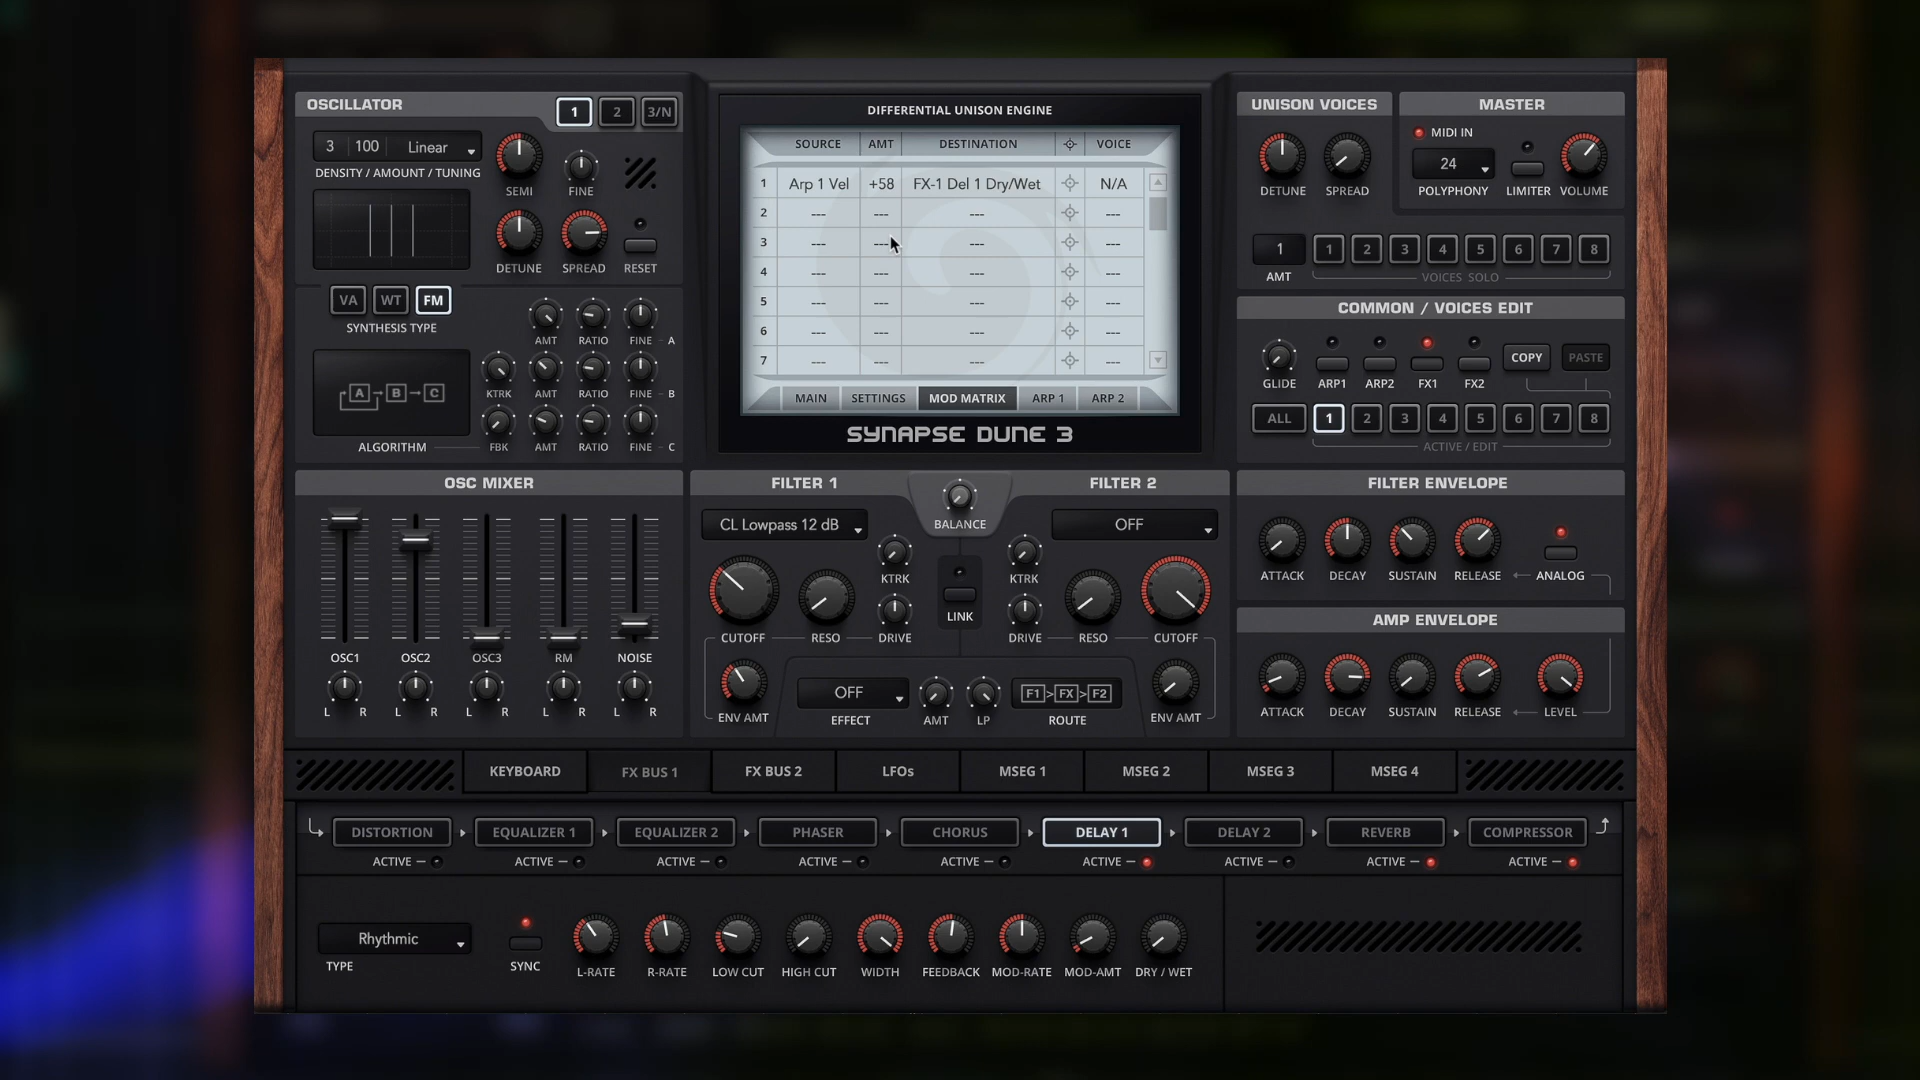 OSCILLATOR
1 2 3/N
3 100 Linear
DENSITY / AMOUNT / TUNING
SEMI FINE
DETUNE SPREAD RESET
VA WT FM
SYNTHESIS TYPE
AMT RATIO FINE A
KTRK AMT RATIO FINE B
FBK AMT RATIO FINE C
A B C
ALGORITHM
DIFFERENTIAL UNISON ENGINE
SOURCE AMT DESTINATION VOICE
1 Arp 1 Vel +58 FX-1 Del 1 Dry/Wet N/A
2 --- --- --- ---
3 --- --- --- ---
4 --- --- --- ---
5 --- --- --- ---
6 --- --- --- ---
7 --- --- --- ---
MAIN SETTINGS MOD MATRIX ARP 1 ARP 2
SYNAPSE DUNE 3
UNISON VOICES
DETUNE SPREAD
MASTER
MIDI IN
24
POLYPHONY LIMITER VOLUME
1 1 2 3 4 5 6 7 8
AMT VOICES SOLO
COMMON / VOICES EDIT
GLIDE ARP1 ARP2 FX1 FX2 COPY PASTE
ALL 1 2 3 4 5 6 7 8
ACTIVE / EDIT
OSC MIXER
OSC1 OSC2 OSC3 RM NOISE
L R L R L R L R L R
FILTER 1
CL Lowpass 12 dB
KTRK
CUTOFF RESO DRIVE
ENV AMT
BALANCE
LINK
OFF
EFFECT AMT LP
F1>FX>F2
ROUTE
FILTER 2
OFF
KTRK
DRIVE RESO CUTOFF
ENV AMT
FILTER ENVELOPE
ATTACK DECAY SUSTAIN RELEASE ANALOG
AMP ENVELOPE
ATTACK DECAY SUSTAIN RELEASE LEVEL
KEYBOARD FX BUS 1 FX BUS 2 LFOs MSEG 1 MSEG 2 MSEG 3 MSEG 4
DISTORTION EQUALIZER 1 EQUALIZER 2 PHASER CHORUS DELAY 1 DELAY 2 REVERB COMPRESSOR
ACTIVE ACTIVE ACTIVE ACTIVE ACTIVE ACTIVE ACTIVE ACTIVE ACTIVE
Rhythmic
TYPE SYNC L-RATE R-RATE LOW CUT HIGH CUT WIDTH FEEDBACK MOD-RATE MOD-AMT DRY / WET